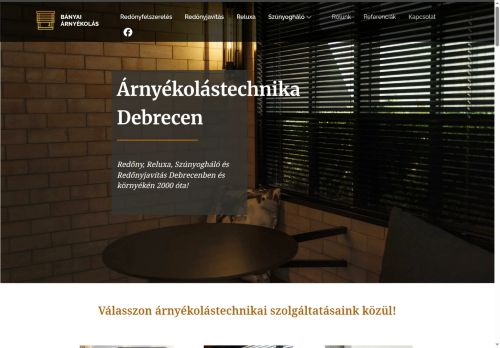 BÁNYAI
ÁRNYÉKOLÁS
Redőnyfelszerelés Redőnyjavítás Reluxa Szúnyogháló Rólunk Referenciák Kapcsolat
Árnyékolástechnika
Debrecen
Redőny, Reluxa, Szúnyogháló és
Redőnyjavítás Debrecenben és
környékén 2000 óta!
Válasszon árnyékolástechnikai szolgáltatásaink közül!